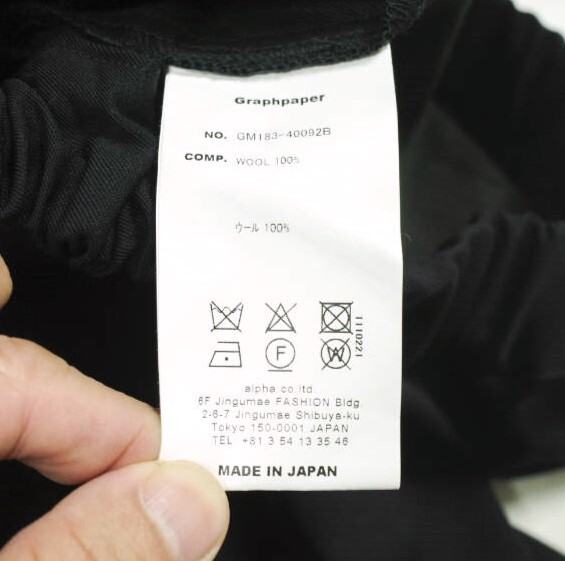 Graphpaper
NO. GM183-40092B
COMP. WOOL 100%
ウール 100%
1110221
F
W
alpha co ltd.
6F Jingumae FASHION Bldg.
2-6-7 Jingumae Shibuya-ku
Tokyo 150-0001 JAPAN
TEL +81 3 54 13 35 46
MADE IN JAPAN